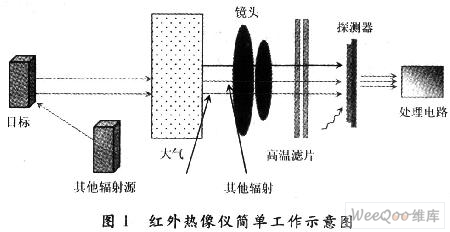 镜头
探测器
目标
大气
高温滤片
处理电路
其他辐射源
其他辐射
图 1 红外热像仪简单工作示意图
WeeQoo维库